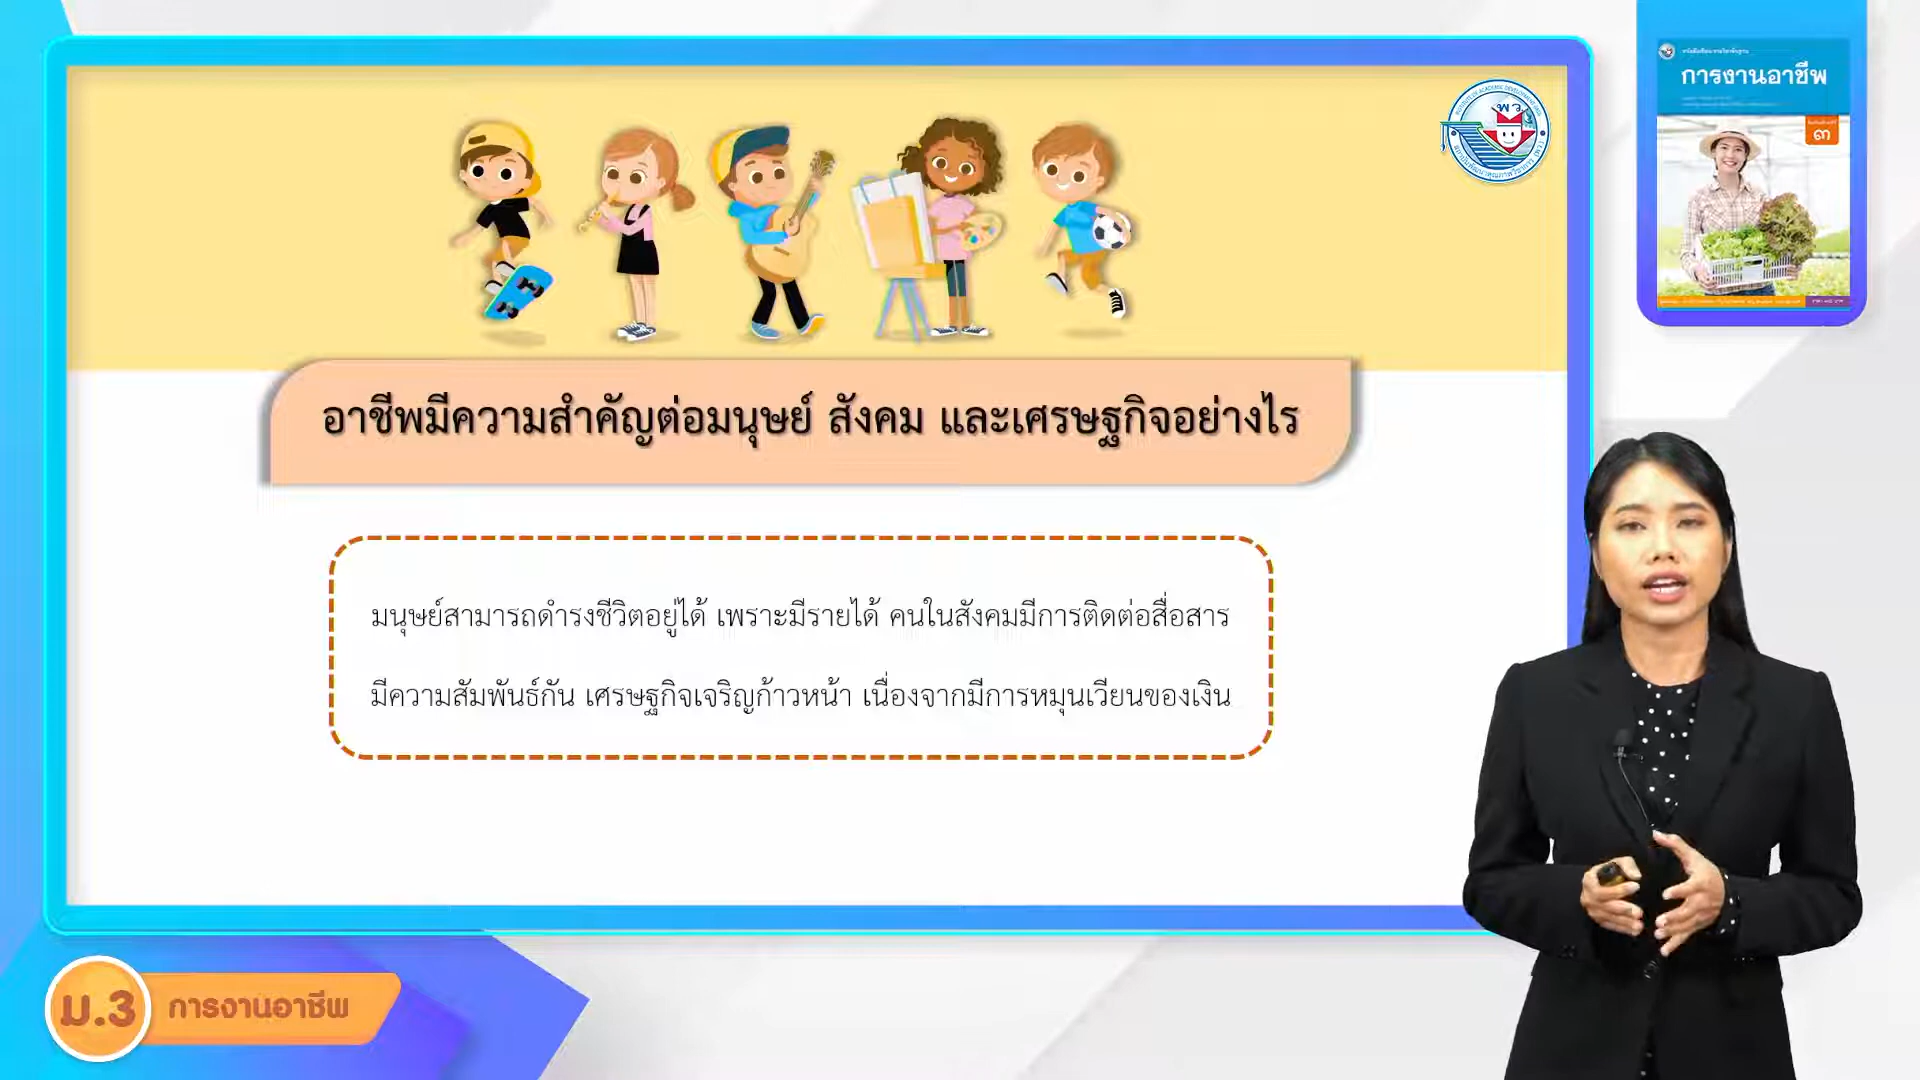 การงานอาชีพ
๓
พว.
อาชีพมีความสำคัญต่อมนุษย์ สังคม และเศรษฐกิจอย่างไร
มนุษย์สามารถดำรงชีวิตอยู่ได้ เพราะมีรายได้ คนในสังคมมีการติดต่อสื่อสาร
มีความสัมพันธ์กัน เศรษฐกิจเจริญก้าวหน้า เนื่องจากมีการหมุนเวียนของเงิน
ม.3 การงานอาชีพ